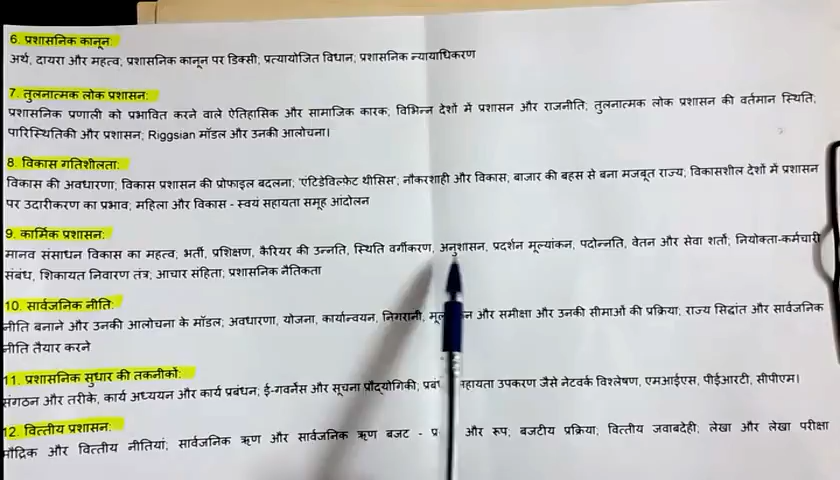 6. प्रशासनिक कानून:
अर्थ, दायरा और महत्व; प्रशासनिक कानून पर डिक्सी; प्रत्यायोजित विधान; प्रशासनिक न्यायाधिकरण
7. तुलनात्मक लोक प्रशासन:
प्रशासनिक प्रणाली को प्रभावित करने वाले ऐतिहासिक और सामाजिक कारक; विभिन्न देशों में प्रशासन और राजनीति; तुलनात्मक लोक प्रशासन की वर्तमान स्थिति;
पारिस्थितिकी और प्रशासन; Riggsian मॉडल और उनकी आलोचना।
8. विकास गतिशीलता:
विकास की अवधारणा; विकास प्रशासन की प्रोफाइल बदलना; 'एंटिडेविल्फेट थीसिस'; नौकरशाही और विकास; बाजार की बहस से बना मजबूत राज्य; विकासशील देशों में प्रशासन
पर उदारीकरण का प्रभाव; महिला और विकास - स्वयं सहायता समूह आंदोलन
9. कार्मिक प्रशासन:
मानव संसाधन विकास का महत्व; भर्ती, प्रशिक्षण, कैरियर की उन्नति, स्थिति वर्गीकरण, अनुशासन, प्रदर्शन मूल्यांकन, पदोन्नति, वेतन और सेवा शर्तों; नियोक्ता-कर्मचारी
संबंध, शिकायत निवारण तंत्र; आचार संहिता; प्रशासनिक नैतिकता
10. सार्वजनिक नीति:
नीति बनाने और उनकी आलोचना के मॉडल; अवधारणा, योजना, कार्यान्वयन, निगरानी, और समीक्षा और उनकी सीमाओं की प्रक्रिया; राज्य सिद्धांत और सार्वजनिक
नीति तैयार करने
11. प्रशासनिक सुधार की तकनीकों:
संगठन और तरीके, कार्य अध्ययन और कार्य प्रबंधन; ई-गवर्नेंस और सूचना प्रौद्योगिकी; सहायता उपकरण जैसे नेटवर्क विश्लेषण, एमआईएस, पीईआरटी, सीपीएम।
12. वित्तीय प्रशासन:
मौद्रिक और वित्तीय नीतियां; सार्वजनिक ऋण और सार्वजनिक ऋण बजट - और रूप; बजटीय प्रक्रिया; वित्तीय जवाबदेही; लेखा और लेखा परीक्षा